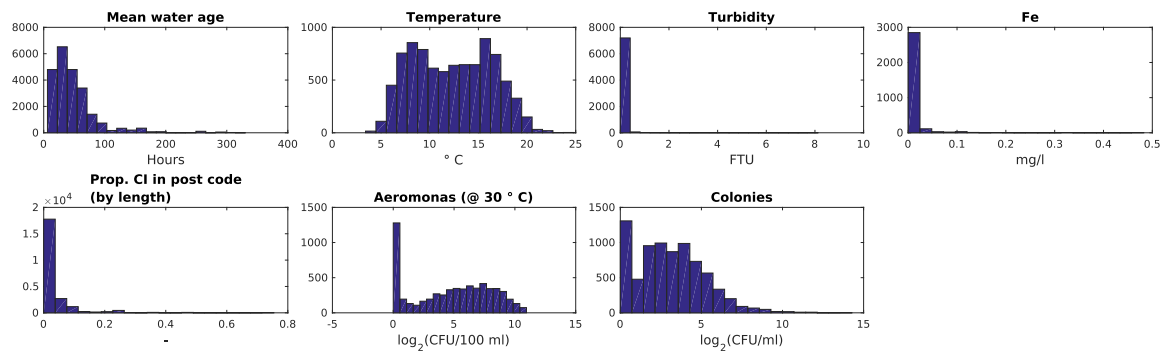 Mean water age
8000
6000
4000
2000
0
0 100 200 300 400
Hours
Temperature
1000
500
0
0 5 10 15 20 25
° C
Turbidity
8000
6000
4000
2000
0
0 2 4 6 8 10
FTU
Fe
3000
2000
1000
0
0 0.1 0.2 0.3 0.4 0.5
mg/l
Prop. CI in post code
(by length)
×10⁴
2
1.5
1
0.5
0
0 0.2 0.4 0.6 0.8
-
Aeromonas (@ 30 ° C)
1500
1000
500
0
-5 0 5 10 15
log₂(CFU/100 ml)
Colonies
1500
1000
500
0
0 5 10 15
log₂(CFU/ml)